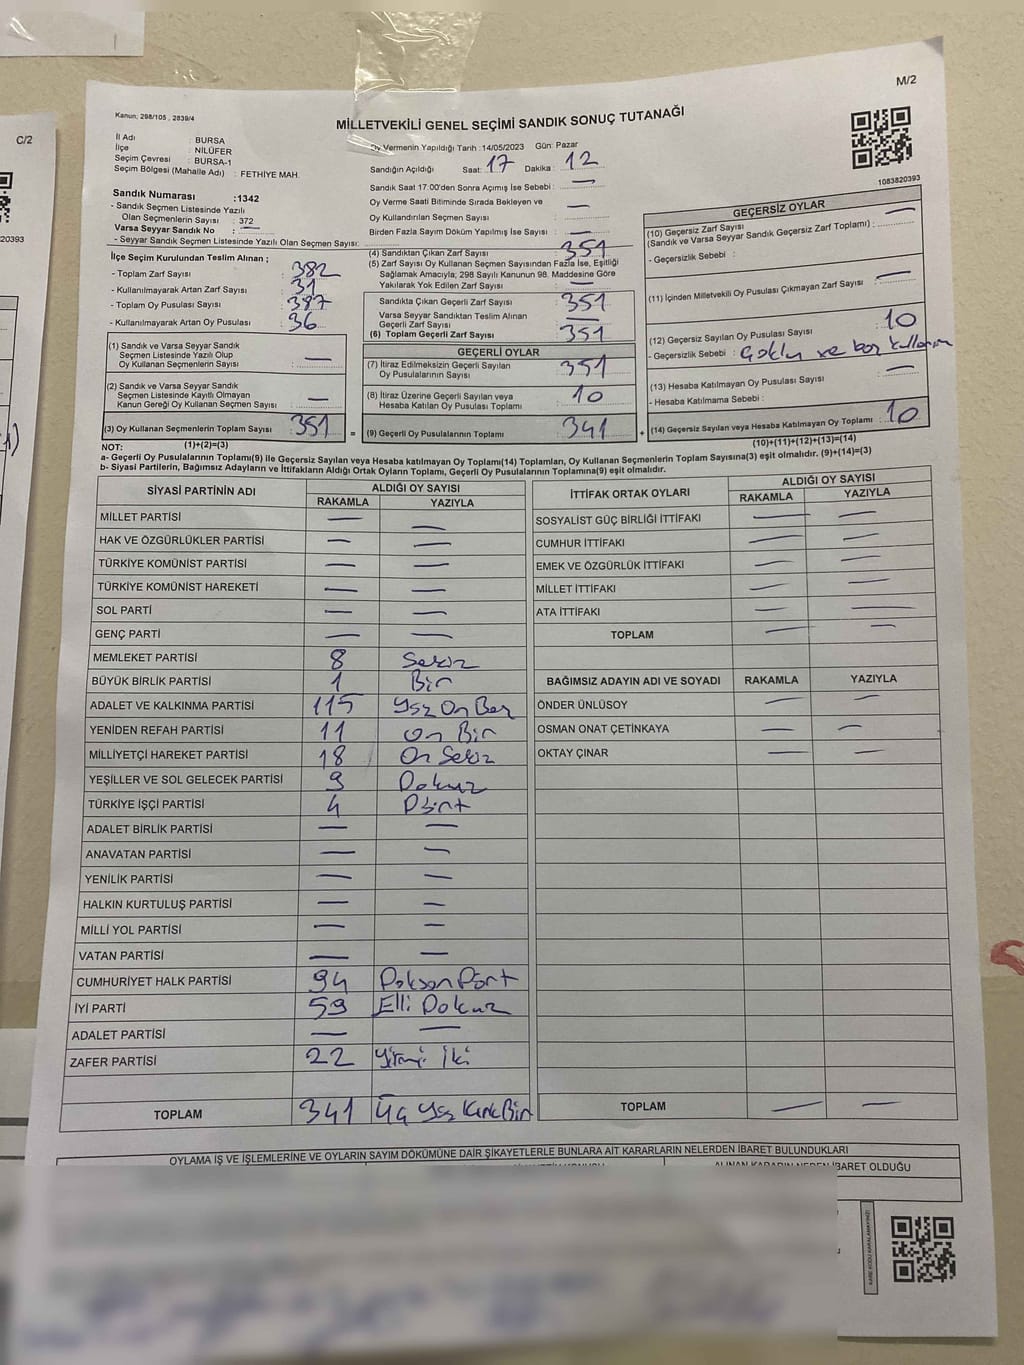 M/2
C/2
Kanun: 298/105 , 2839/4
MİLLETVEKİLİ GENEL SEÇİMİ SANDIK SONUÇ TUTANAĞI
İl Adı : BURSA
İlçe : NİLÜFER
Seçim Çevresi : BURSA-1
Seçim Bölgesi (Mahalle Adı) : FETHİYE MAH.
Sandık Numarası :1342
- Sandık Seçmen Listesinde Yazılı
Olan Seçmenlerin Sayısı : 372
Varsa Seyyar Sandık No : —
- Seyyar Sandık Seçmen Listesinde Yazılı Olan Seçmen Sayısı:
Oy Vermenin Yapıldığı Tarih :14/05/2023 Gün: Pazar
Sandığın Açıldığı Saat: 17 Dakika : 12
Sandık Saat 17:00'den Sonra Açılmış İse Sebebi : —
Oy Verme Saati Bitiminde Sırada Bekleyen ve
Oy Kullandırılan Seçmen Sayısı : —
Birden Fazla Sayım Döküm Yapılmış İse Sayısı : —
1083820393
20393
İlçe Seçim Kurulundan Teslim Alınan ;
- Toplam Zarf Sayısı : 382
- Kullanılmayarak Artan Zarf Sayısı : 31
- Toplam Oy Pusulası Sayısı : 387
- Kullanılmayarak Artan Oy Pusulası : 36
(1) Sandık ve Varsa Seyyar Sandık
Seçmen Listesinde Yazılı Olup
Oy Kullanan Seçmenlerin Sayısı : —
(2) Sandık ve Varsa Seyyar Sandık
Seçmen Listesinde Kayıtlı Olmayan
Kanun Gereği Oy Kullanan Seçmen Sayısı : —
(3) Oy Kullanan Seçmenlerin Toplam Sayısı : 351 =
(1)+(2)=(3)
(4) Sandıktan Çıkan Zarf Sayısı : 351
(5) Zarf Sayısı Oy Kullanan Seçmen Sayısından Fazla İse, Eşitliği
Sağlamak Amacıyla; 298 Sayılı Kanunun 98. Maddesine Göre
Yakılarak Yok Edilen Zarf Sayısı : —
Sandıkta Çıkan Geçerli Zarf Sayısı : 351
Varsa Seyyar Sandıktan Teslim Alınan
Geçerli Zarf Sayısı : —
(6) Toplam Geçerli Zarf Sayısı : 351
GEÇERLİ OYLAR
(7) İtiraz Edilmeksizin Geçerli Sayılan
Oy Pusulalarının Sayısı : 351
(8) İtiraz Üzerine Geçerli Sayılan veya
Hesaba Katılan Oy Pusulası Toplamı : 10
(9) Geçerli Oy Pusulalarının Toplamı : 341 +
GEÇERSİZ OYLAR
(10) Geçersiz Zarf Sayısı
(Sandık ve Varsa Seyyar Sandık Geçersiz Zarf Toplamı) : —
- Geçersizlik Sebebi :
(11) İçinden Milletvekili Oy Pusulası Çıkmayan Zarf Sayısı : —
(12) Geçersiz Sayılan Oy Pusulası Sayısı : 10
- Geçersizlik Sebebi : Çoklu ve boş kullanım
(13) Hesaba Katılmayan Oy Pusulası Sayısı : —
- Hesaba Katılmama Sebebi :
(14) Geçersiz Sayılan veya Hesaba Katılmayan Oy Toplamı : 10
(10)+(11)+(12)+(13)=(14)
NOT:
a- Geçerli Oy Pusulalarının Toplamı(9) ile Geçersiz Sayılan veya Hesaba Katılmayan Oy Toplamı(14) Toplamları, Oy Kullanan Seçmenlerin Toplam Sayısına(3) eşit olmalıdır. (9)+(14)=(3)
b- Siyasi Partilerin, Bağımsız Adayların ve İttifakların Aldığı Ortak Oyların Toplamı, Geçerli Oy Pusulalarının Toplamına(9) eşit olmalıdır.
SİYASİ PARTİNİN ADI ALDIĞI OY SAYISI
RAKAMLA YAZIYLA
MİLLET PARTİSİ — —
HAK VE ÖZGÜRLÜKLER PARTİSİ — —
TÜRKİYE KOMÜNİST PARTİSİ — —
TÜRKİYE KOMÜNİST HAREKETİ — —
SOL PARTİ — —
GENÇ PARTİ — —
MEMLEKET PARTİSİ 8 Sekiz
BÜYÜK BİRLİK PARTİSİ 1 Bir
ADALET VE KALKINMA PARTİSİ 115 Yüz On Beş
YENİDEN REFAH PARTİSİ 11 On Bir
MİLLİYETÇİ HAREKET PARTİSİ 18 On Sekiz
YEŞİLLER VE SOL GELECEK PARTİSİ 9 Dokuz
TÜRKİYE İŞÇİ PARTİSİ 4 Dört
ADALET BİRLİK PARTİSİ — —
ANAVATAN PARTİSİ — —
YENİLİK PARTİSİ — —
HALKIN KURTULUŞ PARTİSİ — —
MİLLİ YOL PARTİSİ — —
VATAN PARTİSİ — —
CUMHURİYET HALK PARTİSİ 94 Doksan Dört
İYİ PARTİ 59 Elli Dokuz
ADALET PARTİSİ — —
ZAFER PARTİSİ 22 Yirmi İki
TOPLAM 341 Üç Yüz Kırk Bir
İTTİFAK ORTAK OYLARI ALDIĞI OY SAYISI
RAKAMLA YAZIYLA
SOSYALİST GÜÇ BİRLİĞİ İTTİFAKI — —
CUMHUR İTTİFAKI — —
EMEK VE ÖZGÜRLÜK İTTİFAKI — —
MİLLET İTTİFAKI — —
ATA İTTİFAKI — —
TOPLAM — —
BAĞIMSIZ ADAYIN ADI VE SOYADI RAKAMLA YAZIYLA
ÖNDER ÜNLÜSOY — —
OSMAN ONAT ÇETİNKAYA — —
OKTAY ÇINAR — —
TOPLAM — —
OYLAMA İŞ VE İŞLEMLERİNE VE OYLARIN SAYIM DÖKÜMÜNE DAİR ŞİKAYETLERLE BUNLARA AİT KARARLARIN NELERDEN İBARET BULUNDUKLARI
ALINAN KARARIN NEDEN İBARET OLDUĞU